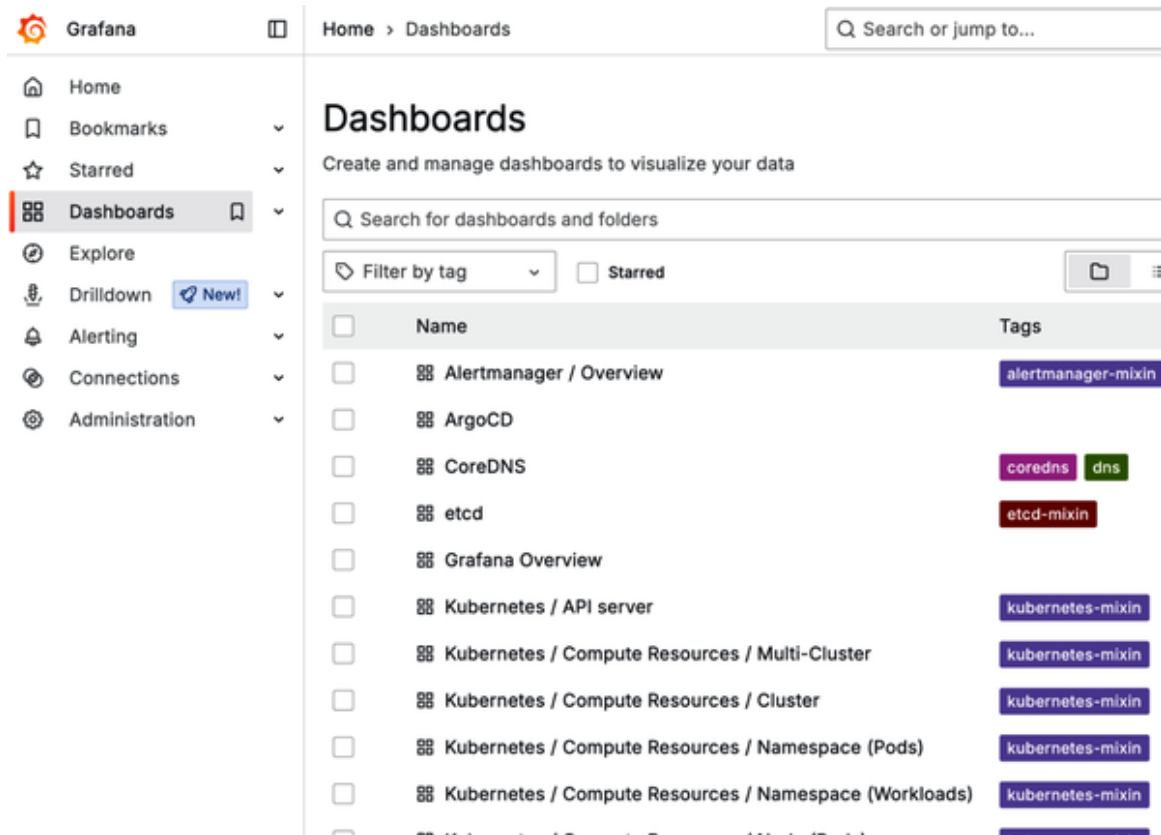 Grafana
Home
Bookmarks
Starred
Dashboards
Explore
Drilldown New!
Alerting
Connections
Administration
Home > Dashboards
Search or jump to...
Dashboards
Create and manage dashboards to visualize your data
Search for dashboards and folders
Filter by tag Starred
Name Tags
Alertmanager / Overview alertmanager-mixin
ArgoCD
CoreDNS coredns dns
etcd etcd-mixin
Grafana Overview
Kubernetes / API server kubernetes-mixin
Kubernetes / Compute Resources / Multi-Cluster kubernetes-mixin
Kubernetes / Compute Resources / Cluster kubernetes-mixin
Kubernetes / Compute Resources / Namespace (Pods) kubernetes-mixin
Kubernetes / Compute Resources / Namespace (Workloads) kubernetes-mixin